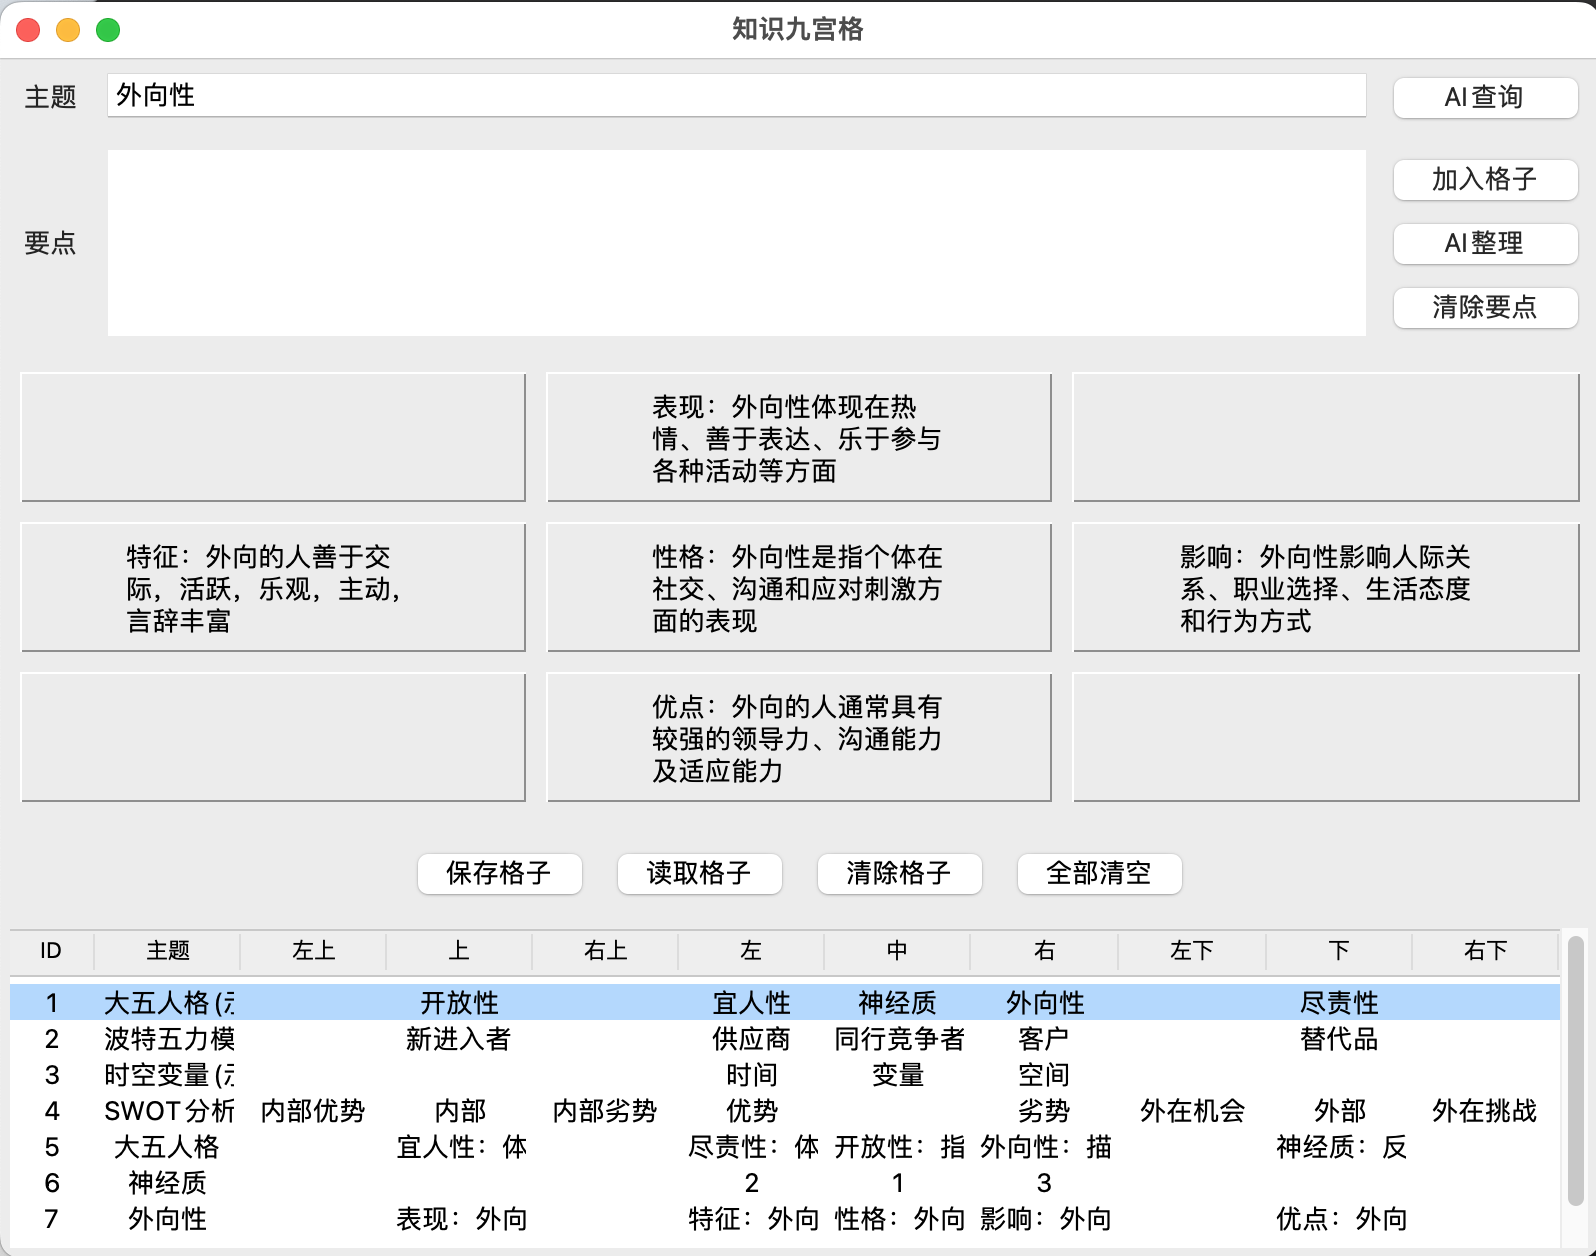 知识九宫格
主题
外向性
AI查询
要点
加入格子
AI整理
清除要点
表现：外向性体现在热
情、善于表达、乐于参与
各种活动等方面
特征：外向的人善于交
际，活跃，乐观，主动，
言辞丰富
性格：外向性是指个体在
社交、沟通和应对刺激方
面的表现
影响：外向性影响人际关
系、职业选择、生活态度
和行为方式
优点：外向的人通常具有
较强的领导力、沟通能力
及适应能力
保存格子 读取格子 清除格子 全部清空
ID 主题 左上 上 右上 左 中 右 左下 下 右下
1 大五人格( 开放性 宜人性 神经质 外向性 尽责性
2 波特五力模 新进入者 供应商 同行竞争者 客户 替代品
3 时空变量( 时间 变量 空间
4 SWOT分析 内部优势 内部 内部劣势 优势 劣势 外在机会 外部 外在挑战
5 大五人格 宜人性：体 尽责性：体 开放性：指 外向性：描 神经质：反
6 神经质 2 1 3
7 外向性 表现：外向 特征：外向 性格：外向 影响：外向 优点：外向